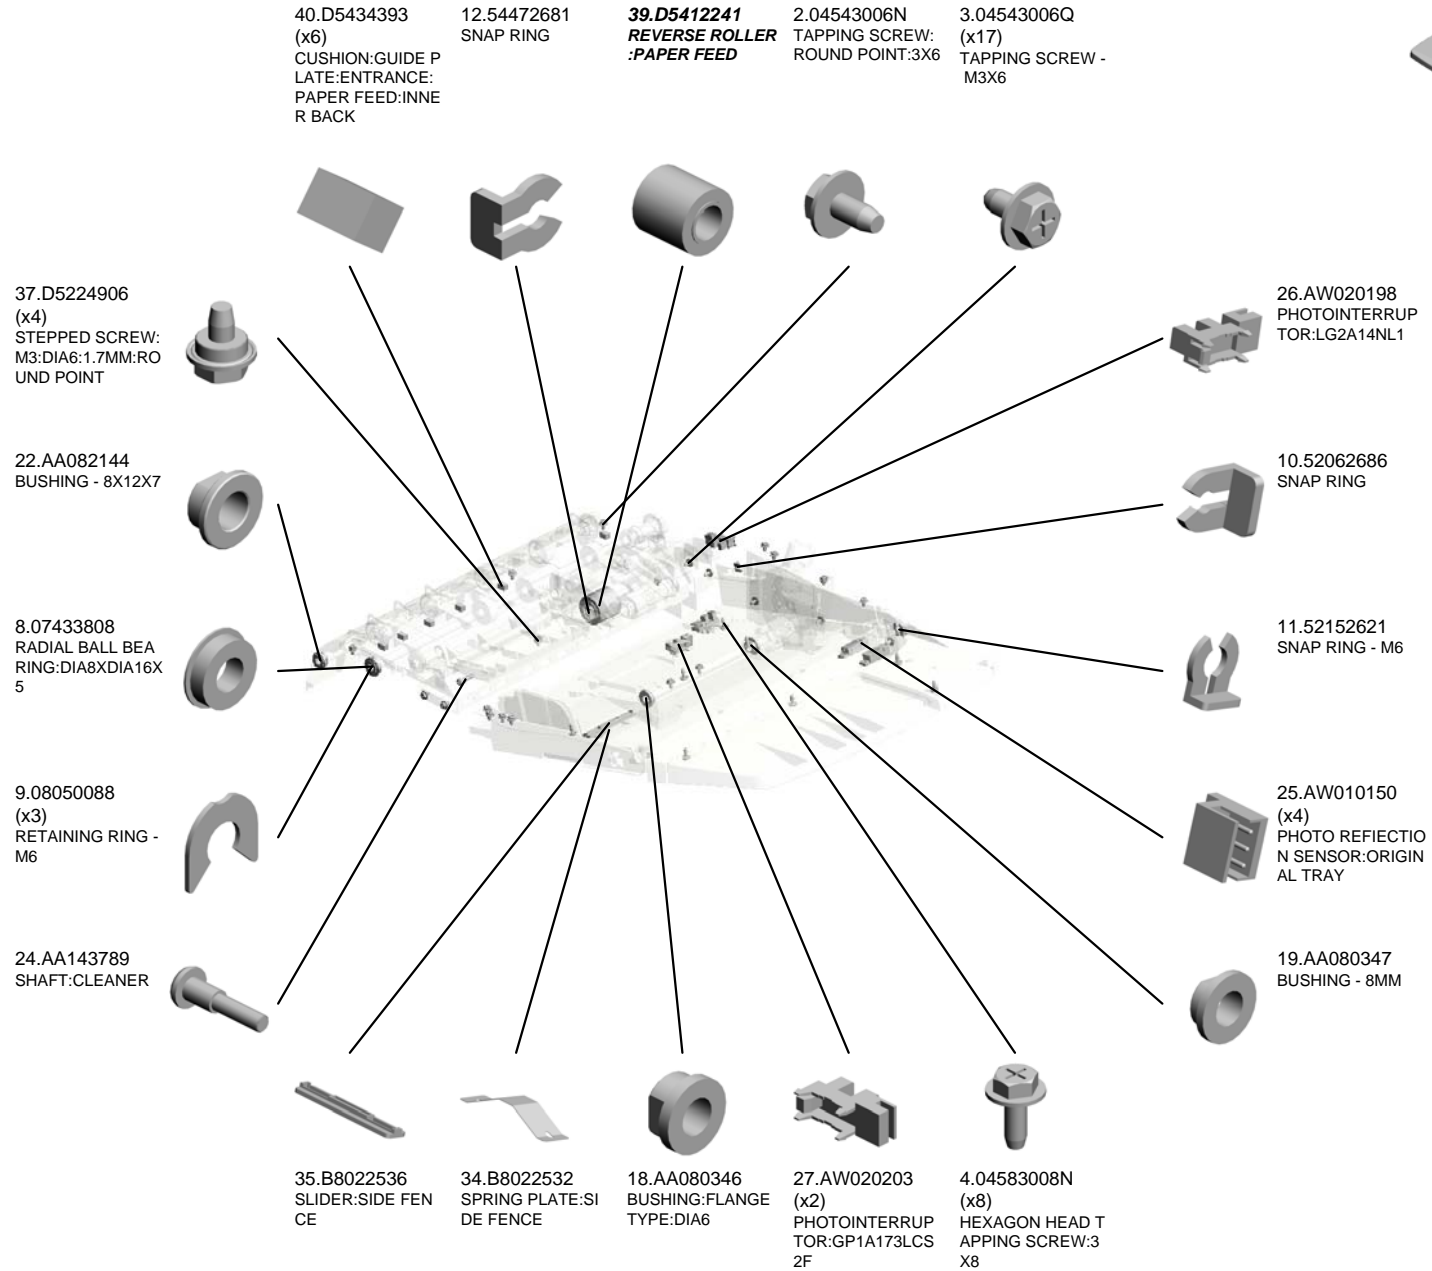 40.D5434393
(x6)
CUSHION:GUIDE P
LATE:ENTRANCE:
PAPER FEED:INNE
R BACK
12.54472681
SNAP RING
39.D5412241
REVERSE ROLLER
:PAPER FEED
2.04543006N
TAPPING SCREW:
ROUND POINT:3X6
3.04543006Q
(x17)
TAPPING SCREW -
M3X6
37.D5224906
(x4)
STEPPED SCREW:
M3:DIA6:1.7MM:RO
UND POINT
26.AW020198
PHOTOINTERRUP
TOR:LG2A14NL1
22.AA082144
BUSHING - 8X12X7
10.52062686
SNAP RING
8.07433808
RADIAL BALL BEA
RING:DIA8XDIA16X
5
11.52152621
SNAP RING - M6
9.08050088
(x3)
RETAINING RING -
M6
25.AW010150
(x4)
PHOTO REFIECTIO
N SENSOR:ORIGIN
AL TRAY
24.AA143789
SHAFT:CLEANER
19.AA080347
BUSHING - 8MM
35.B8022536
SLIDER:SIDE FEN
CE
34.B8022532
SPRING PLATE:SI
DE FENCE
18.AA080346
BUSHING:FLANGE
TYPE:DIA6
27.AW020203
(x2)
PHOTOINTERRUP
TOR:GP1A173LCS
2F
4.04583008N
(x8)
HEXAGON HEAD T
APPING SCREW:3
X8